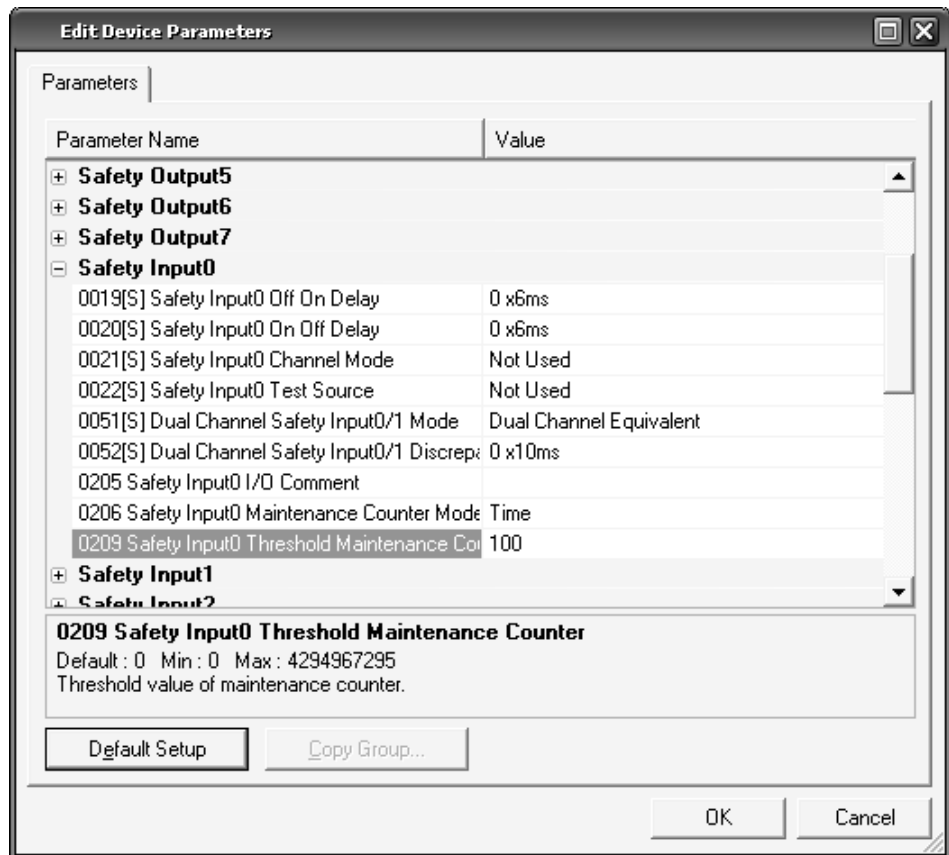 Edit Device Parameters
Parameters
Parameter Name Value
Safety Output5
Safety Output6
Safety Output7
Safety Input0
0019[S] Safety Input0 Off On Delay 0 x6ms
0020[S] Safety Input0 On Off Delay 0 x6ms
0021[S] Safety Input0 Channel Mode Not Used
0022[S] Safety Input0 Test Source Not Used
0051[S] Dual Channel Safety Input0/1 Mode Dual Channel Equivalent
0052[S] Dual Channel Safety Input0/1 Discrepa 0 x10ms
0205 Safety Input0 I/O Comment
0206 Safety Input0 Maintenance Counter Mode Time
0209 Safety Input0 Threshold Maintenance Cou 100
Safety Input1
Safety Input2
0209 Safety Input0 Threshold Maintenance Counter
Default : 0 Min : 0 Max : 4294967295
Threshold value of maintenance counter.
Default Setup Copy Group...
OK Cancel